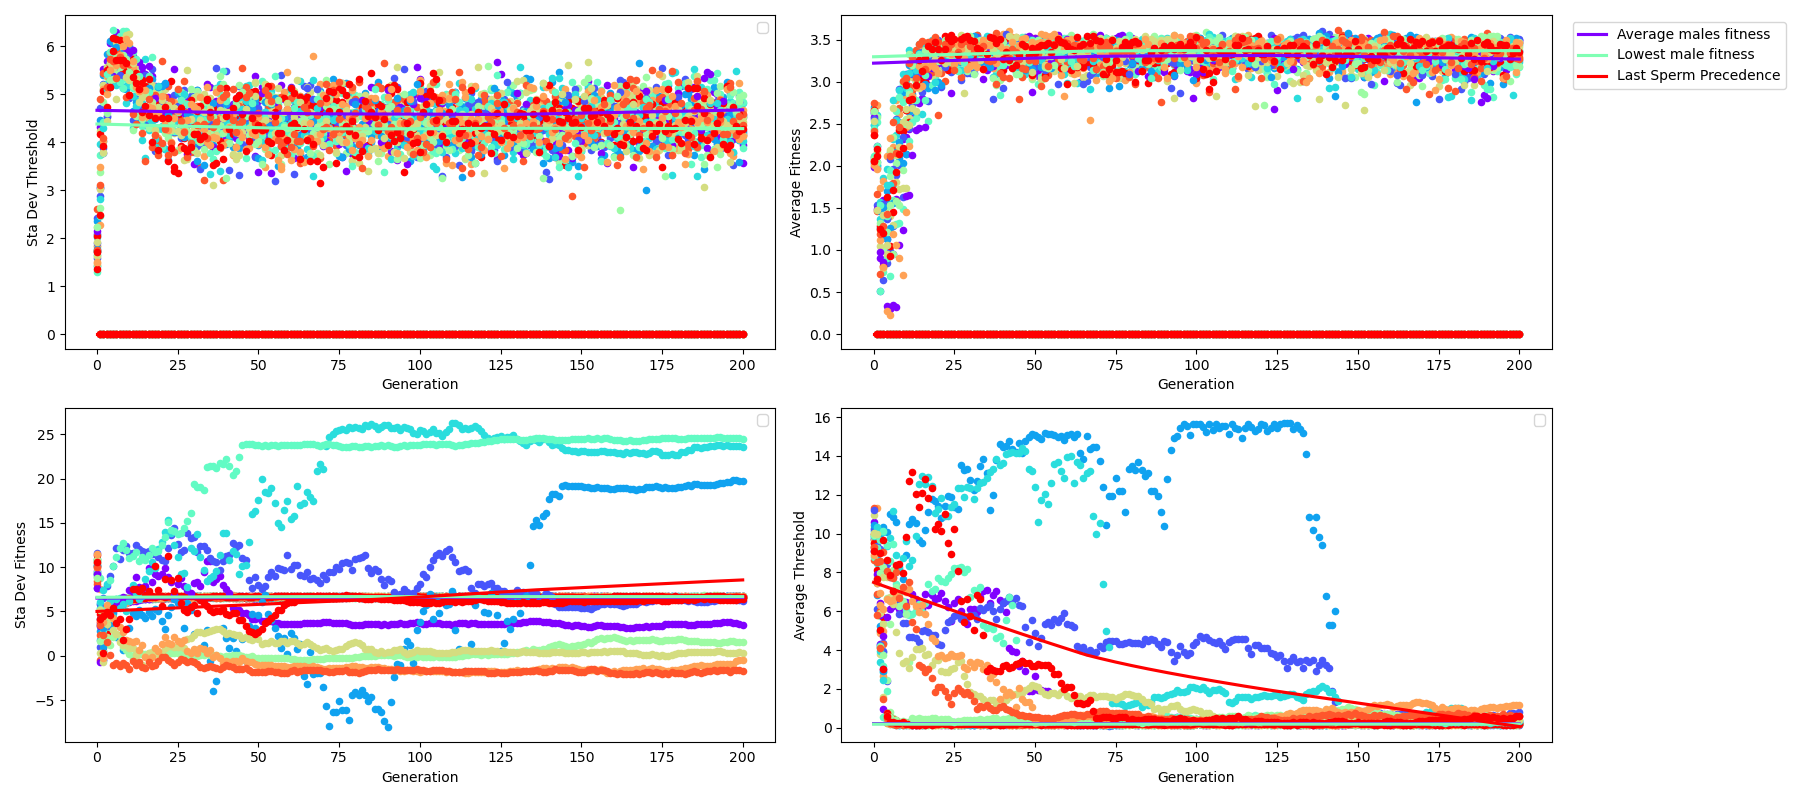 Sta Dev Threshold
6
5
4
3
2
1
0
0 25 50 75 100 125 150 175 200
Generation
Average Fitness
3.5
3.0
2.5
2.0
1.5
1.0
0.5
0.0
0 25 50 75 100 125 150 175 200
Generation
Average males fitness
Lowest male fitness
Last Sperm Precedence
Sta Dev Fitness
25
20
15
10
5
0
−5
0 25 50 75 100 125 150 175 200
Generation
Average Threshold
16
14
12
10
8
6
4
2
0
0 25 50 75 100 125 150 175 200
Generation